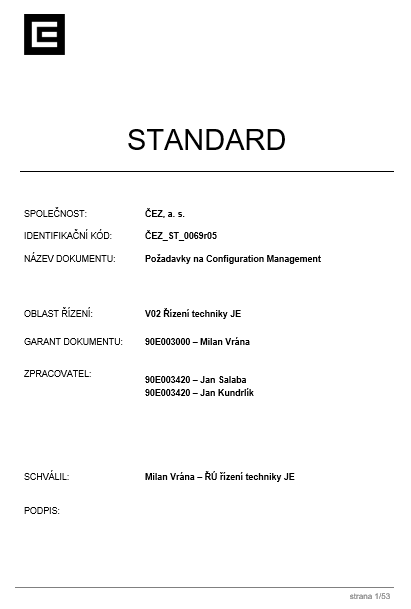 STANDARD
SPOLEČNOST: ČEZ, a. s.
IDENTIFIKAČNÍ KÓD: ČEZ_ST_0069r05
NÁZEV DOKUMENTU: Požadavky na Configuration Management
OBLAST ŘÍZENÍ: V02 Řízení techniky JE
GARANT DOKUMENTU: 90E003000 – Milan Vrána
ZPRACOVATEL: 90E003420 – Jan Salaba
90E003420 – Jan Kundrlík
SCHVÁLIL: Milan Vrána – ŘÚ řízení techniky JE
PODPIS:
strana 1/53